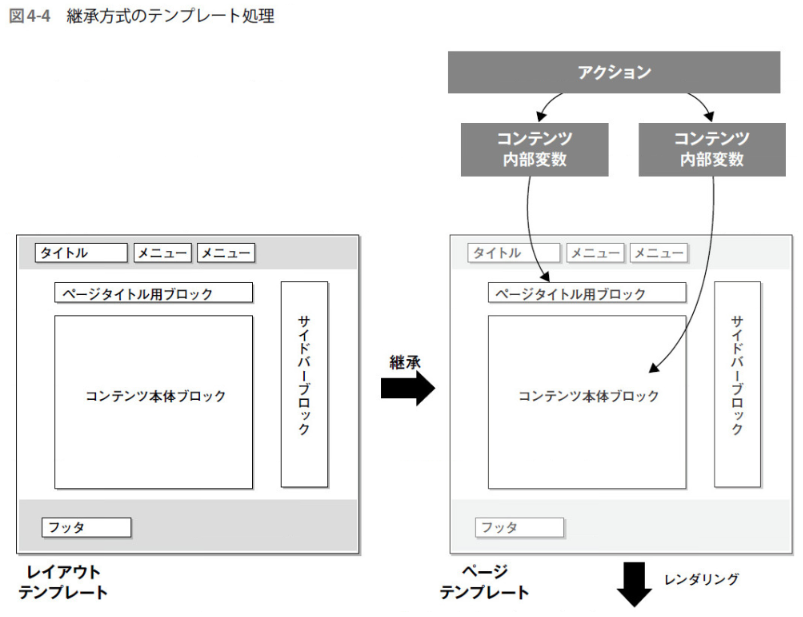 図4-4 継承方式のテンプレート処理
アクション
コンテンツ
内部変数
コンテンツ
内部変数
タイトル
メニュー
メニュー
ページタイトル用ブロック
コンテンツ本体ブロック
サイドバーブロック
フッタ
レイアウト
テンプレート
継承
タイトル
メニュー
メニュー
ページタイトル用ブロック
コンテンツ本体ブロック
サイドバーブロック
フッタ
ページ
テンプレート
レンダリング